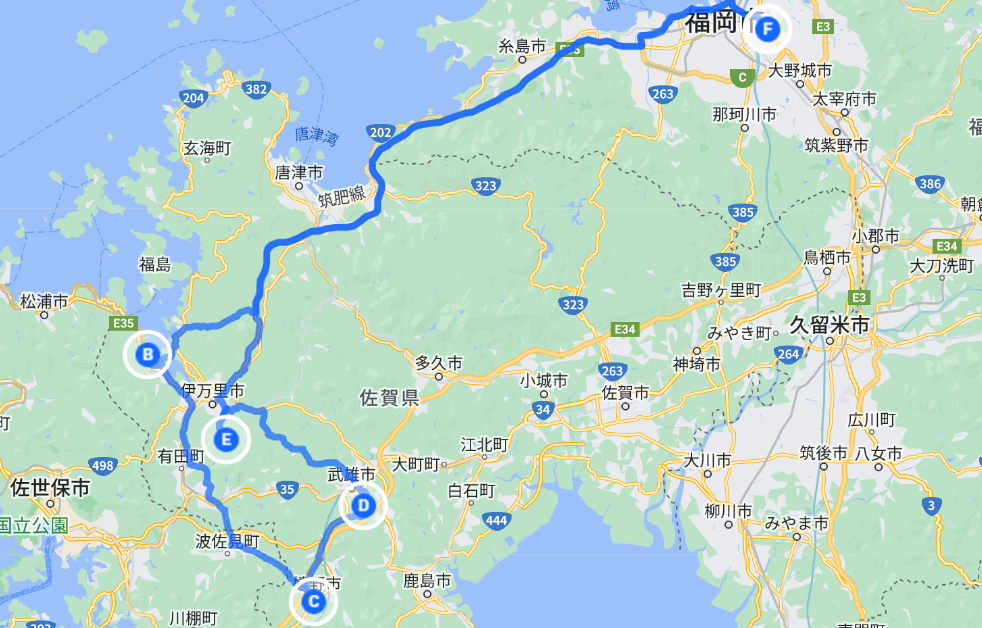 福岡
F
E3
糸島市
大野城市
C
204
382
263
太宰府市
202
唐津湾
那珂川市
玄海町
筑紫野市
唐津市
323
386
筑肥線
385
小郡市
E34
福島
385
鳥栖市
大刀洗町
松浦市
吉野ヶ里町
E3
323
E35
E34
みやき町
久留米市
B
264
多久市
神埼市
小城市
263
伊万里市
佐賀県
佐賀市
34
広川町
E
江北町
有田町
498
武雄市
大町町
大川市
筑後市
八女市
佐世保市
35
白石町
D
3
柳川市
444
みやま市
国立公園
波佐見町
鹿島市
C
川棚町